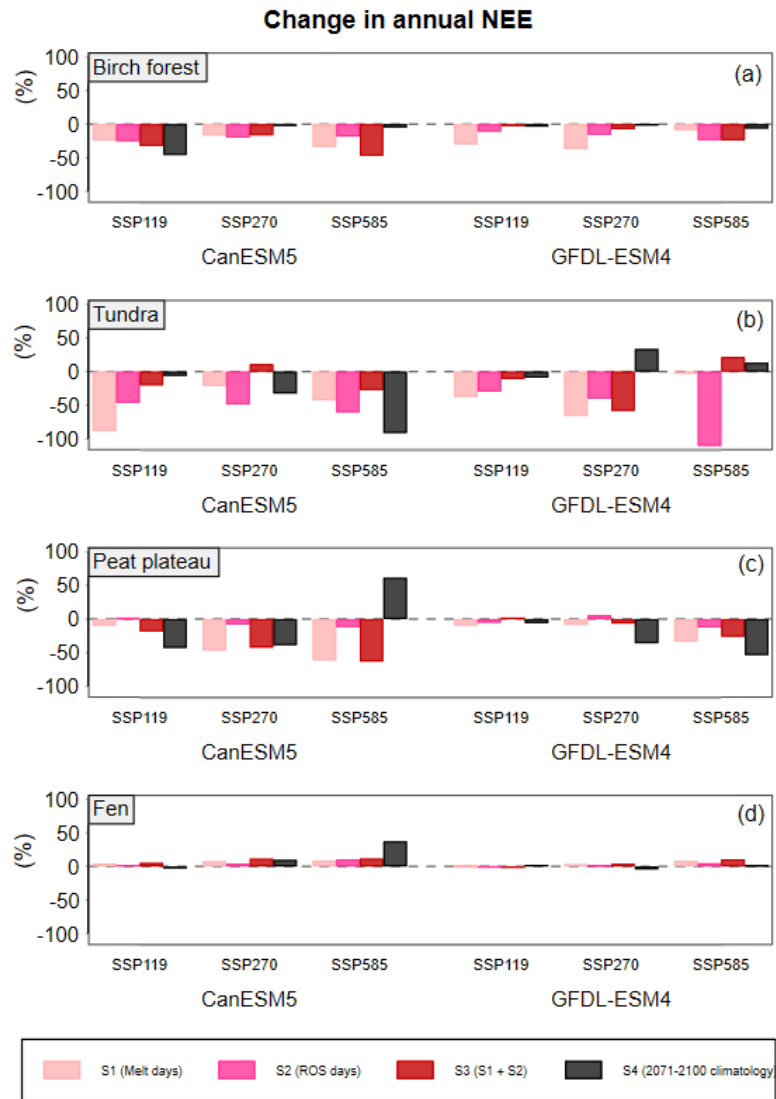 Change in annual NEE
Birch forest
(a)
(%)
100
50
0
-50
-100
SSP119 SSP270 SSP585 SSP119 SSP270 SSP585
CanESM5 GFDL-ESM4
Tundra
(b)
(%)
100
50
0
-50
-100
SSP119 SSP270 SSP585 SSP119 SSP270 SSP585
CanESM5 GFDL-ESM4
Peat plateau
(c)
(%)
100
50
0
-50
-100
SSP119 SSP270 SSP585 SSP119 SSP270 SSP585
CanESM5 GFDL-ESM4
Fen
(d)
(%)
100
50
0
-50
-100
SSP119 SSP270 SSP585 SSP119 SSP270 SSP585
CanESM5 GFDL-ESM4
S1 (Melt days) S2 (ROS days) S3 (S1 + S2) S4 (2071-2100 climatology)